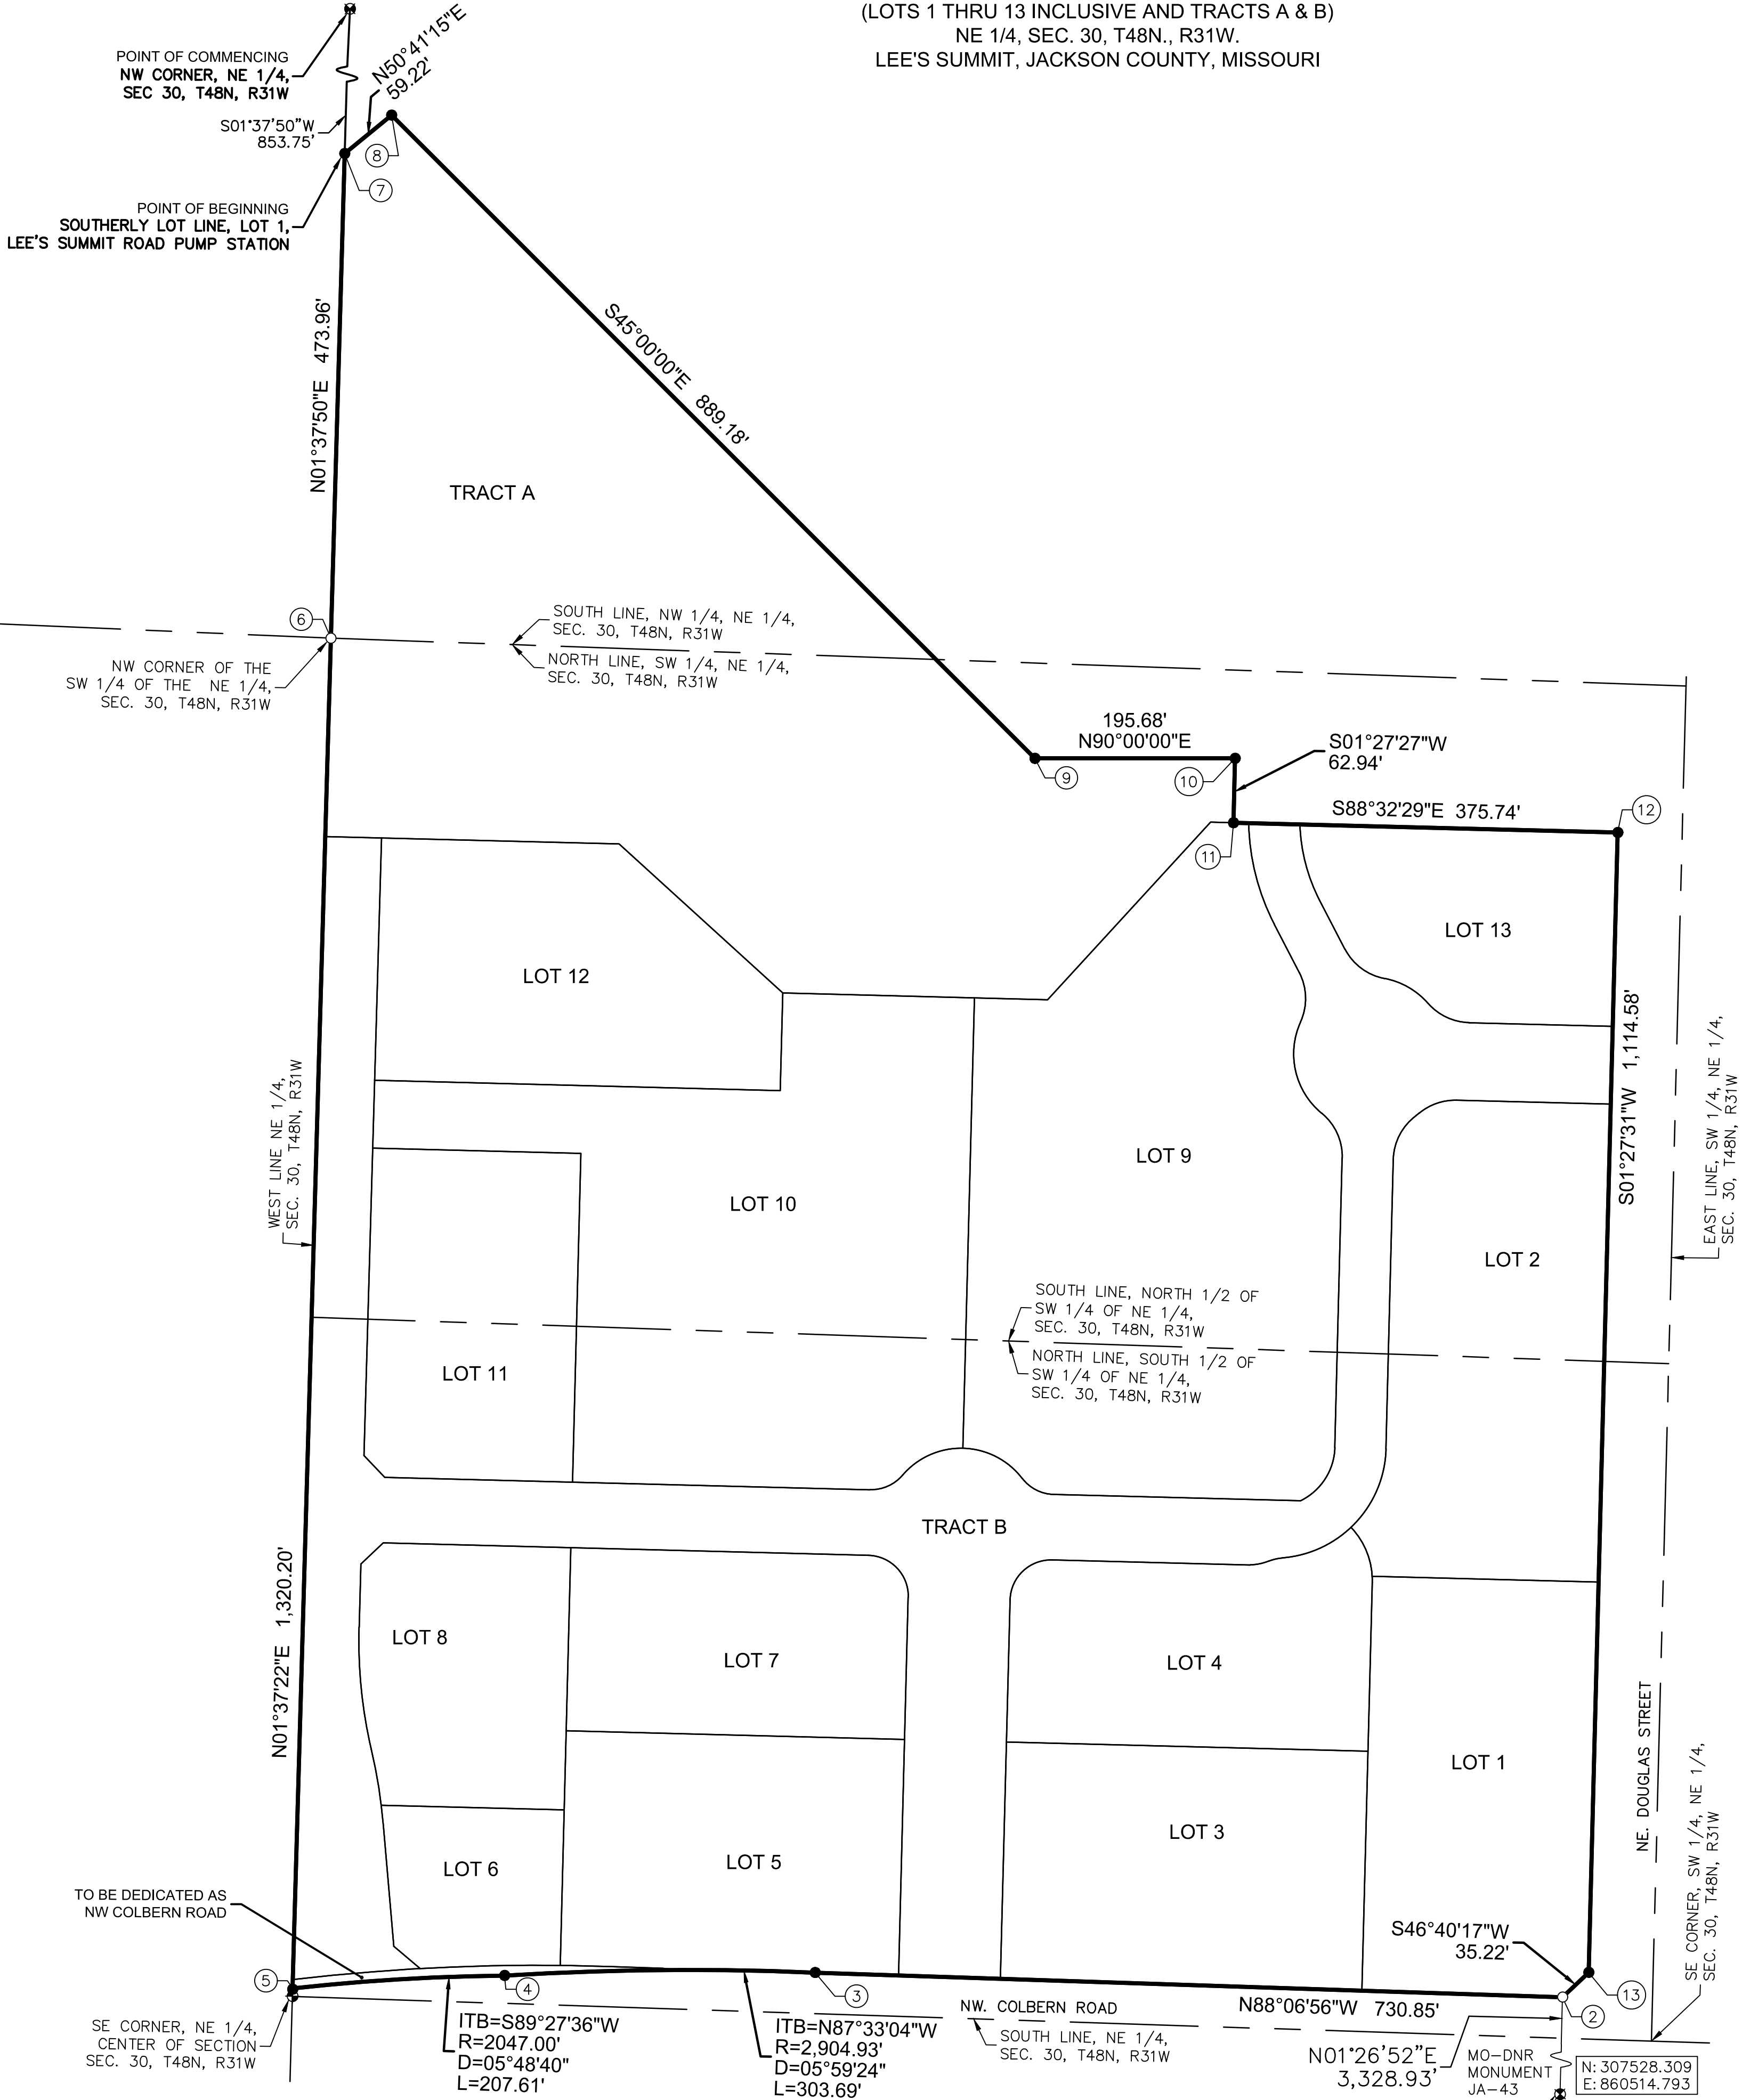 (LOTS 1 THRU 13 INCLUSIVE AND TRACTS A & B)
NE 1/4, SEC. 30, T48N., R31W.
LEE'S SUMMIT, JACKSON COUNTY, MISSOURI
POINT OF COMMENCING
NW CORNER, NE 1/4,
SEC 30, T48N, R31W
N50°41'15"E
59.22'
S01°37'50"W
853.75'
8
7
POINT OF BEGINNING
SOUTHERLY LOT LINE, LOT 1,
LEE'S SUMMIT ROAD PUMP STATION
N01°37'50"E 473.96'
S45°00'00"E 889.18'
TRACT A
6
NW CORNER OF THE
SW 1/4 OF THE NE 1/4,
SEC. 30, T48N, R31W
SOUTH LINE, NW 1/4, NE 1/4,
SEC. 30, T48N, R31W
NORTH LINE, SW 1/4, NE 1/4,
SEC. 30, T48N, R31W
195.68'
N90°00'00"E
9
10
S01°27'27"W
62.94'
S88°32'29"E 375.74'
12
11
LOT 13
LOT 12
S01°27'31"W 1,114.58'
EAST LINE, SW 1/4, NE 1/4,
SEC. 30, T48N, R31W
WEST LINE NE 1/4,
SEC. 30, T48N, R31W
LOT 9
LOT 10
LOT 2
SOUTH LINE, NORTH 1/2 OF
SW 1/4 OF NE 1/4,
SEC. 30, T48N, R31W
NORTH LINE, SOUTH 1/2 OF
SW 1/4 OF NE 1/4,
SEC. 30, T48N, R31W
LOT 11
TRACT B
N01°37'22"E 1,320.20'
LOT 8
LOT 7
LOT 4
LOT 1
NE. DOUGLAS STREET
SE CORNER, SW 1/4, NE 1/4,
SEC. 30, T48N, R31W
LOT 6
LOT 5
LOT 3
TO BE DEDICATED AS
NW COLBERN ROAD
S46°40'17"W
35.22'
5
4
3
13
2
SE CORNER, NE 1/4,
CENTER OF SECTION
SEC. 30, T48N, R31W
ITB=S89°27'36"W
R=2047.00'
D=05°48'40"
L=207.61'
ITB=N87°33'04"W
R=2,904.93'
D=05°59'24"
L=303.69'
NW. COLBERN ROAD
N88°06'56"W 730.85'
SOUTH LINE, NE 1/4,
SEC. 30, T48N, R31W
N01°26'52"E
3,328.93'
MO-DNR
MONUMENT
JA-43
N: 307528.309
E: 860514.793